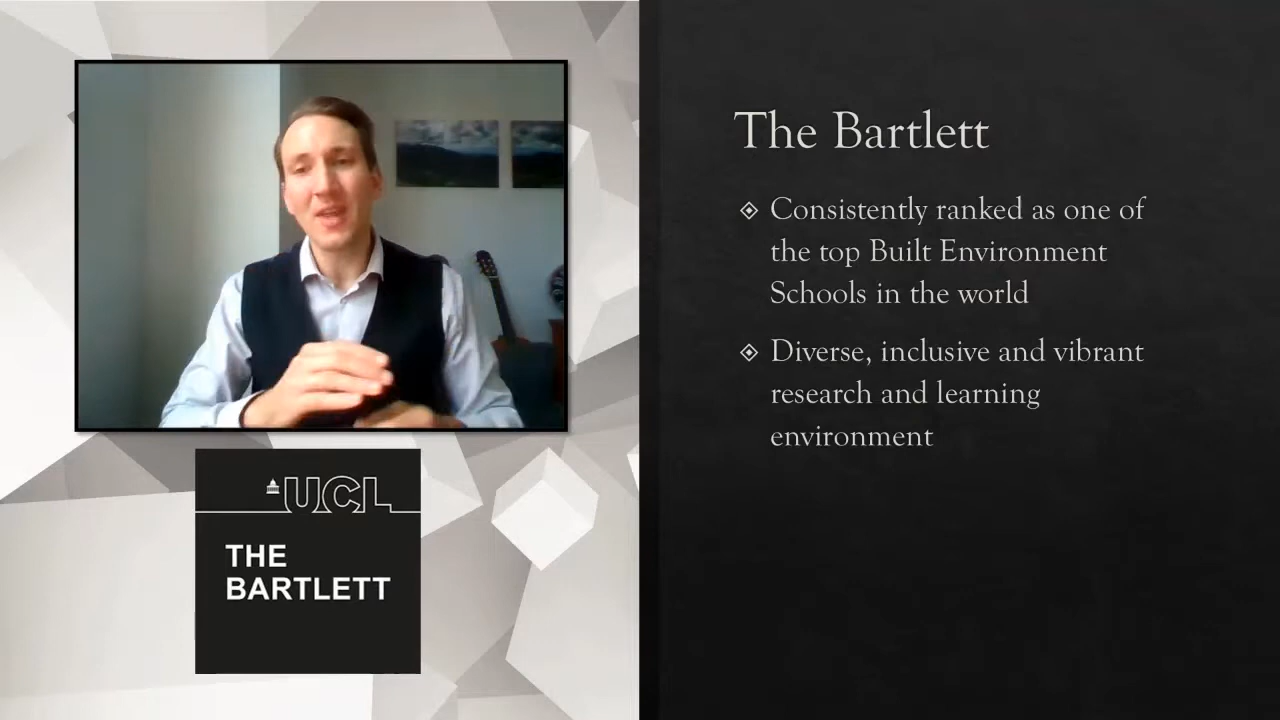 UCL
THE
BARTLETT
The Bartlett
Consistently ranked as one of
the top Built Environment
Schools in the world
Diverse, inclusive and vibrant
research and learning
environment